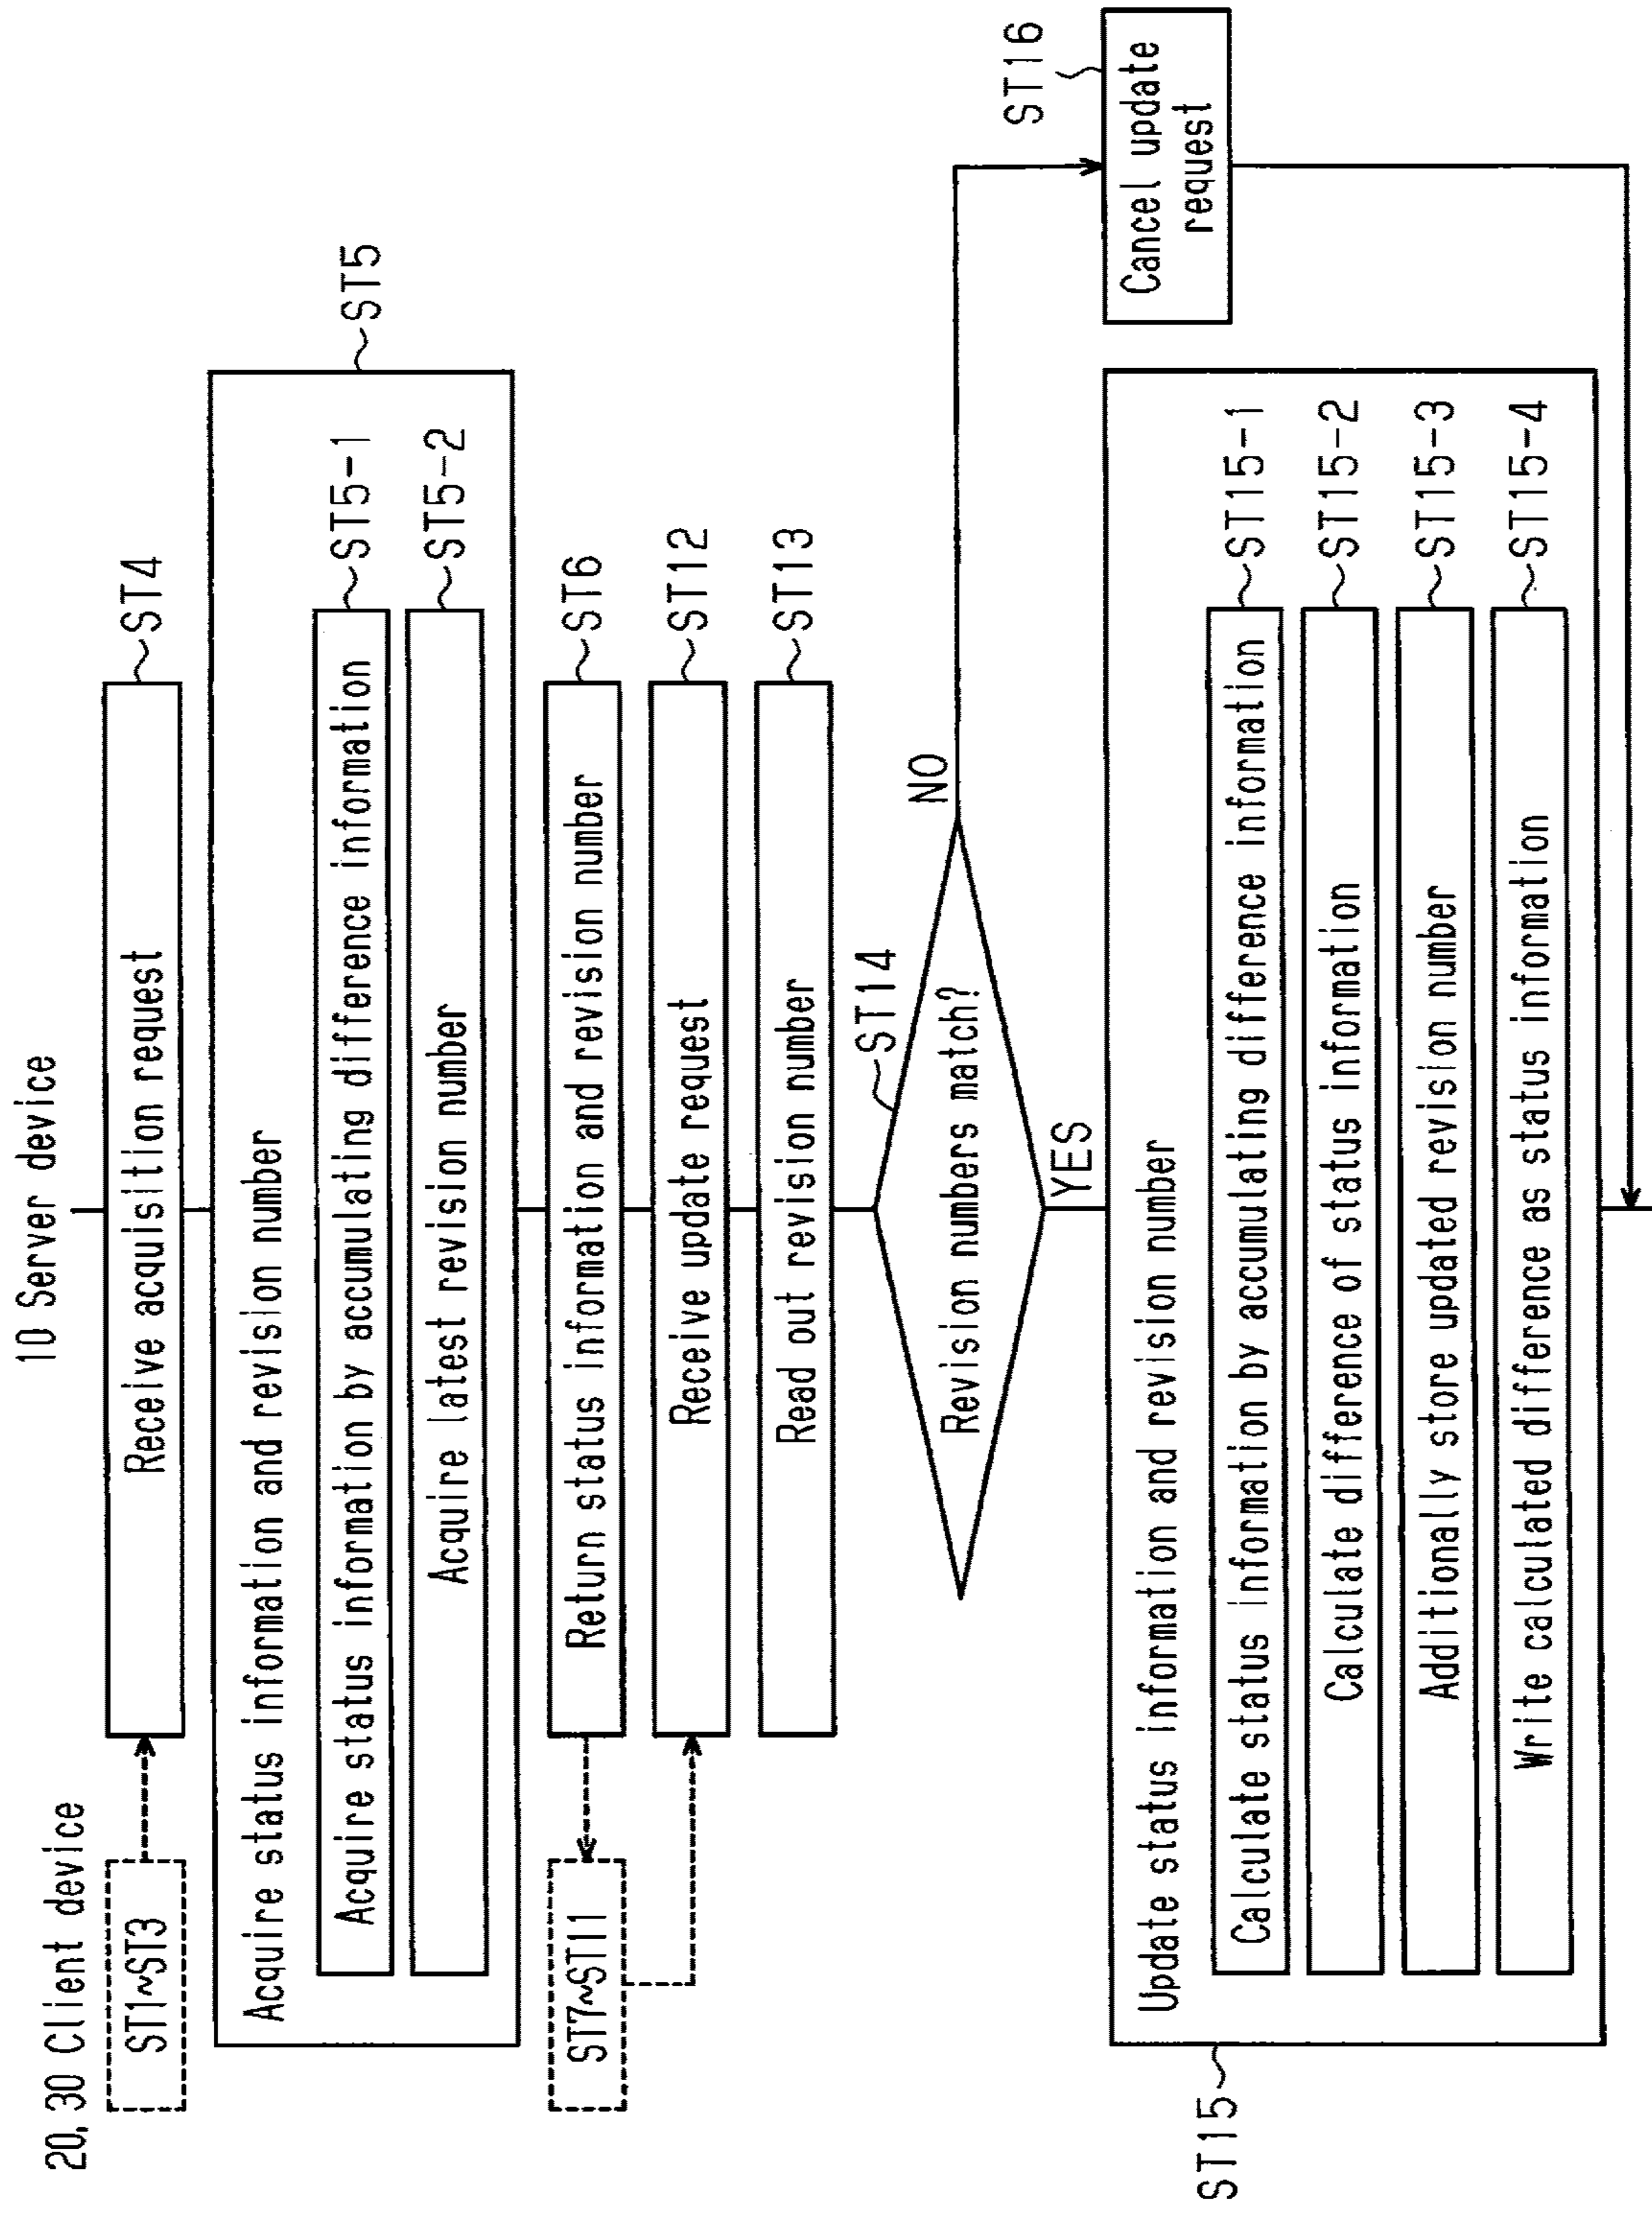 10 Server device
20, 30 Client device
ST1~ST3
Receive acquisition request
ST4
Acquire status information and revision number
ST5
Acquire status information by accumulating difference information
ST5-1
Acquire latest revision number
ST5-2
Return status information and revision number
ST6
ST7~ST11
Receive update request
ST12
Read out revision number
ST13
ST14
Revision numbers match?
NO
YES
ST16
Cancel update
request
ST15
Update status information and revision number
Calculate status information by accumulating difference information
ST15-1
Calculate difference of status information
ST15-2
Additionally store updated revision number
ST15-3
Write calculated difference as status information
ST15-4